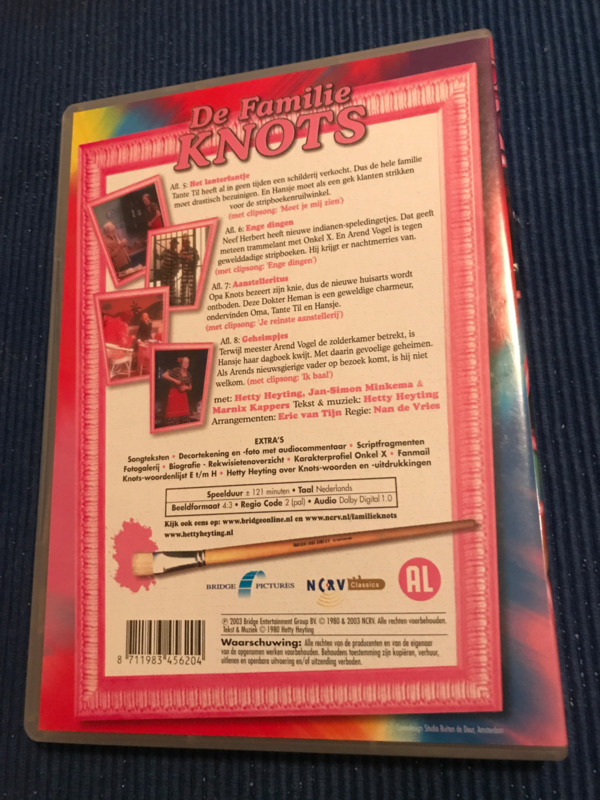 De Familie
KNOTS
Afl. 5: Het lanterfantje
Tante Til heeft al in geen tijden een schilderij verkocht. Dus de hele familie
moet drastisch bezuinigen. En Hansje moet als een gek klanten strikken
voor de stripboekenruilwinkel.
(met clipsong: 'Moet je mij zien')
Afl. 6: Enge dingen
Neef Herbert heeft nieuwe indianen-speledingetjes. Dat geeft
meteen trammelant met Onkel X. En Arend Vogel is tegen
gewelddadige stripboeken. Hij krijgt er nachtmerries van.
(met clipsong: 'Enge dingen')
Afl. 7: Aanstelleritus
Opa Knots bezeert zijn knie, dus de nieuwe huisarts wordt
ontboden. Deze Dokter Heman is een geweldige charmeur,
ondervinden Oma, Tante Til en Hansje.
(met clipsong: 'Je reinste aanstellerij')
Afl. 8: Geheimpjes
Terwijl meester Arend Vogel de zolderkamer betrekt, is
Hansje haar dagboek kwijt. Met daarin gevoelige geheimen.
Als Arends nieuwsgierige vader op bezoek komt, is hij niet
welkom. (met clipsong: 'Ik baal')
met: Hetty Heyting, Jan-Simon Minkema &
Marnix Kappers Tekst & muziek: Hetty Heyting
Arrangementen: Eric van Tijn Regie: Nan de Vries
EXTRA'S
Songteksten • Decortekening en -foto met audiocommentaar • Scriptfragmenten
Fotogalerij • Biografie - Rekwisietenoverzicht • Karakterprofiel Onkel X • Fanmail
Knots-woordenlijst E t/m H • Hetty Heyting over Knots-woorden en -uitdrukkingen
Speelduur ± 121 minuten • Taal Nederlands
Beeldformaat 4:3 • Regio Code 2 (pal) • Audio Dolby Digital 1.0
Kijk ook eens op: www.bridgeonline.nl en www.ncrv.nl/familieknots
www.hettyheyting.nl
BRIDGE PICTURES
NCRV Classics
AL
℗ 2003 Bridge Entertainment Group BV. © 1980 & 2003 NCRV. Alle rechten voorbehouden.
Tekst & Muziek © 1980 Hetty Heyting
Waarschuwing: Alle rechten van de producenten en van de eigenaar
van de opgenomen werken voorbehouden. Behoudens toestemming zijn kopiëren, verhuur,
uitlenen en openbare uitvoering en/of uitzending verboden.
8 711983 456204
Studio Buiten de Deur, Amsterdam